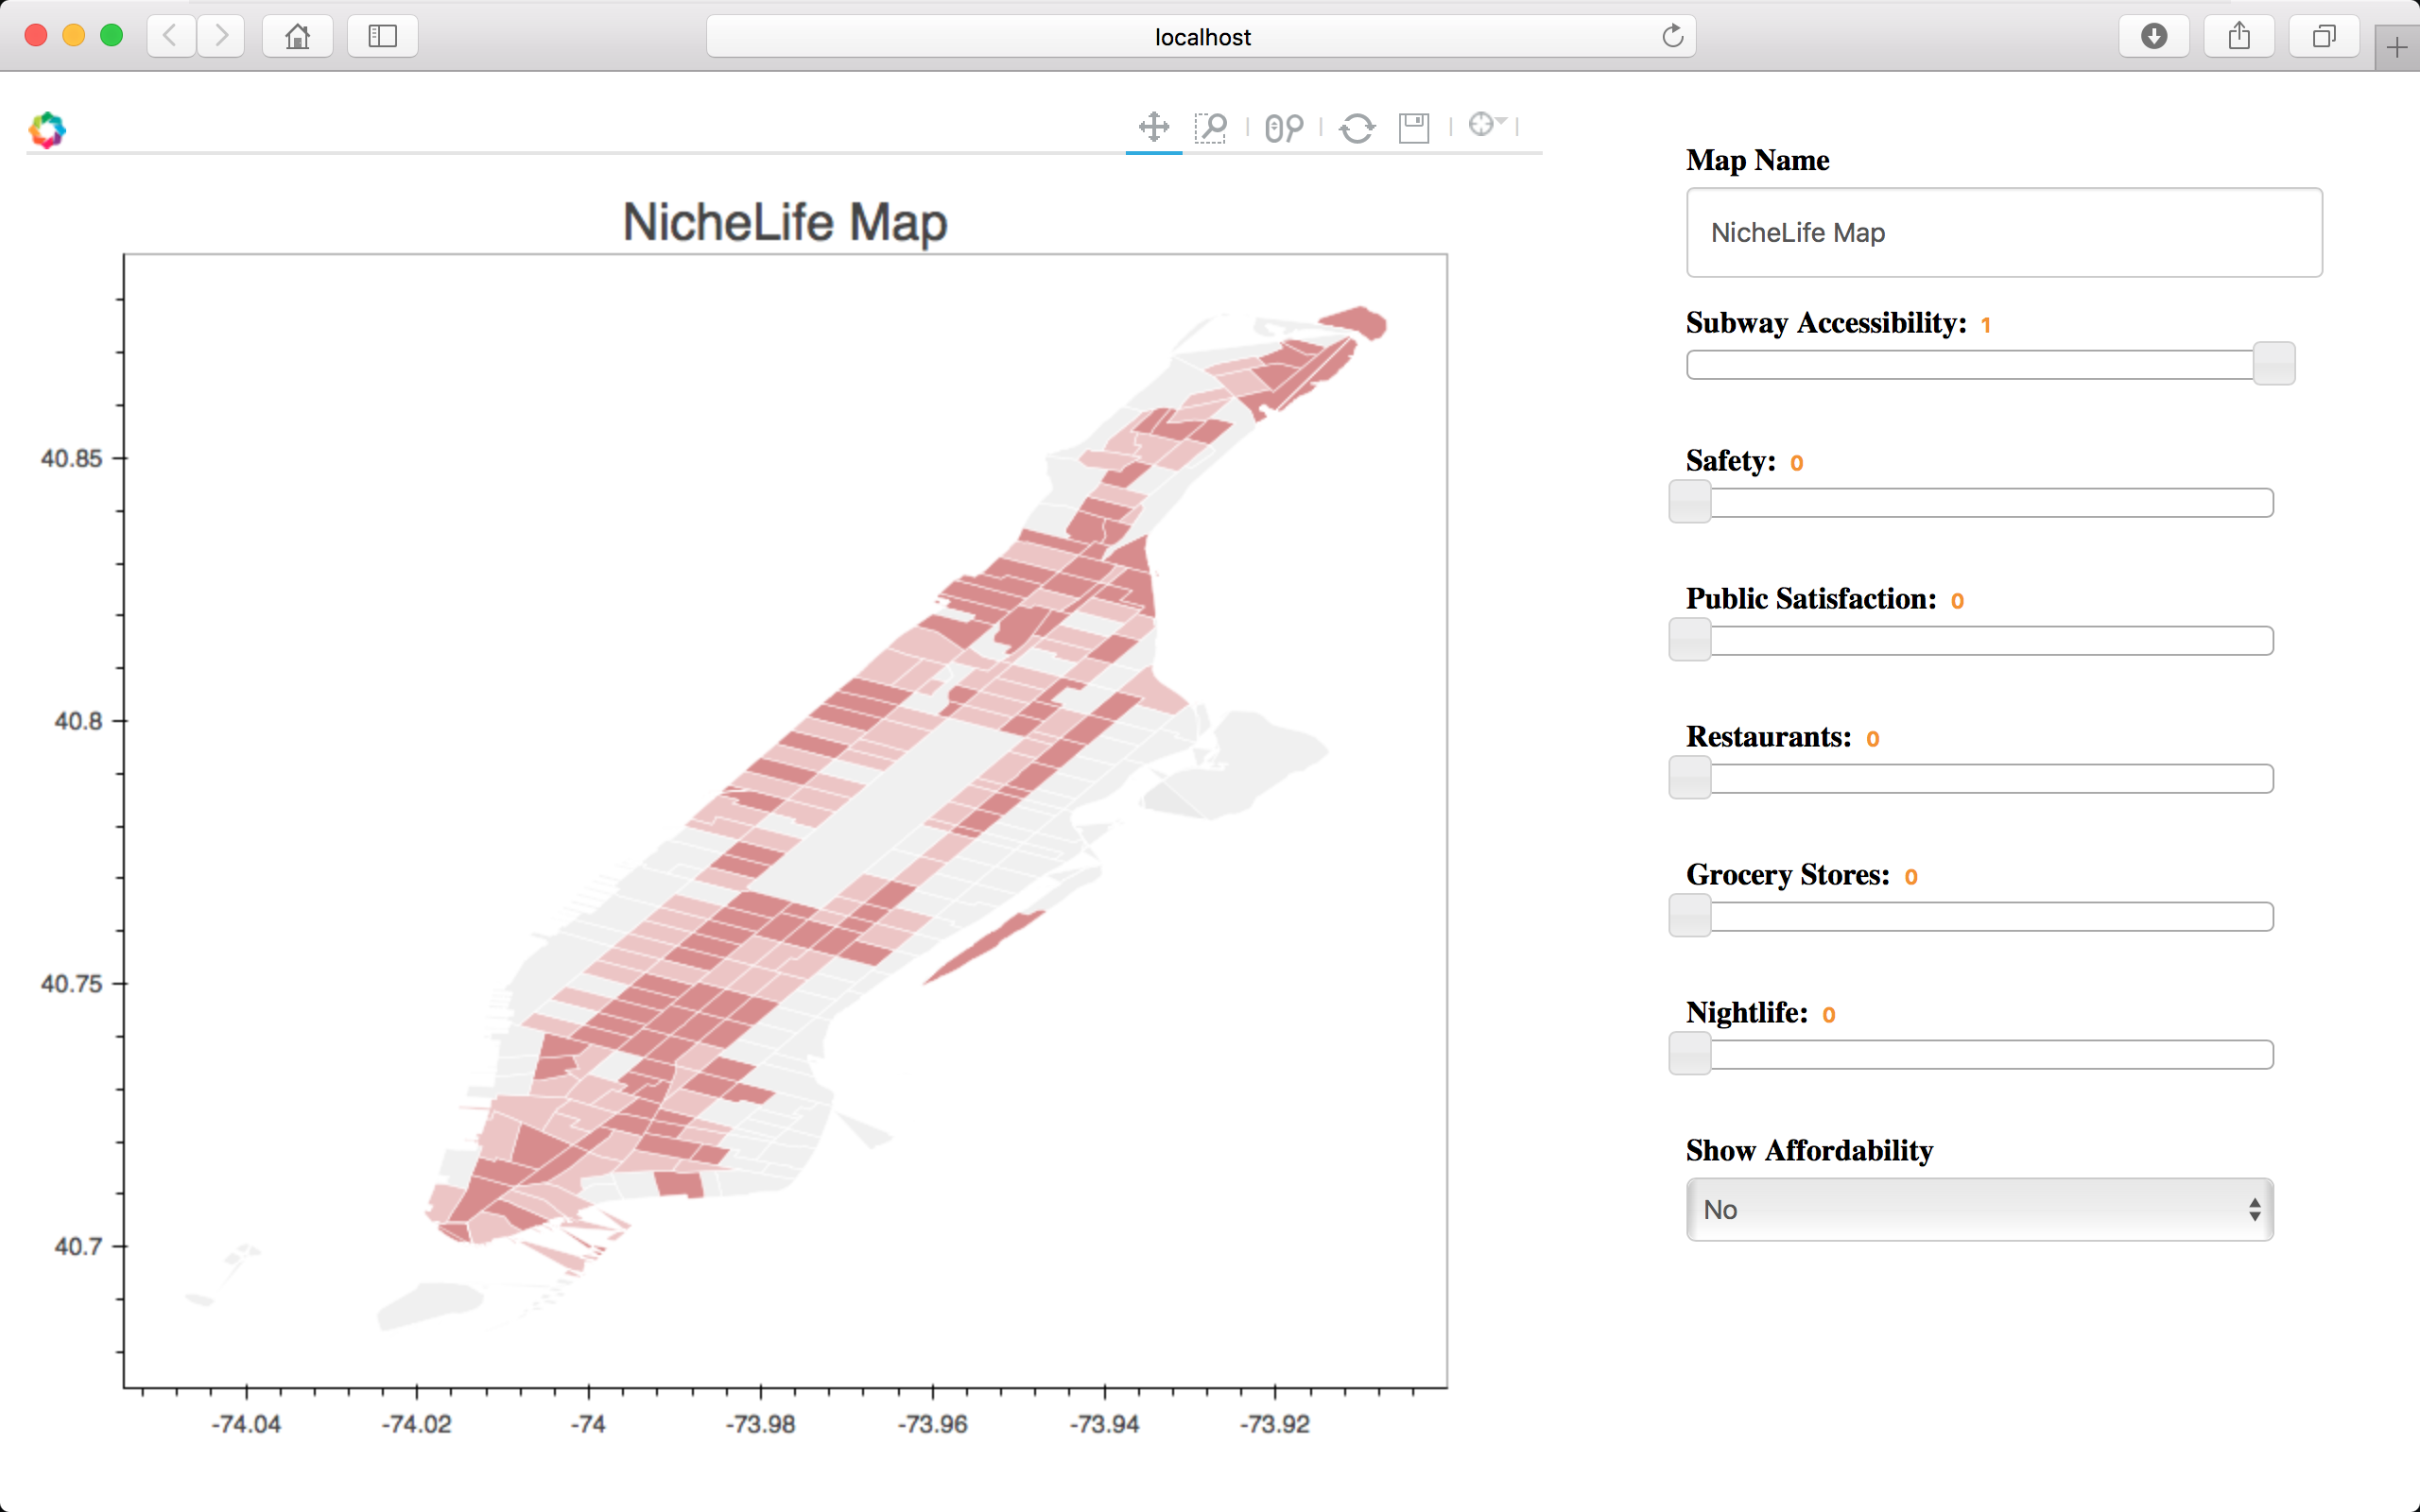 localhost
NicheLife Map
40.85
40.8
40.75
40.7
-74.04 -74.02 -74 -73.98 -73.96 -73.94 -73.92
Map Name
NicheLife Map
Subway Accessibility: 1
Safety: 0
Public Satisfaction: 0
Restaurants: 0
Grocery Stores: 0
Nightlife: 0
Show Affordability
No